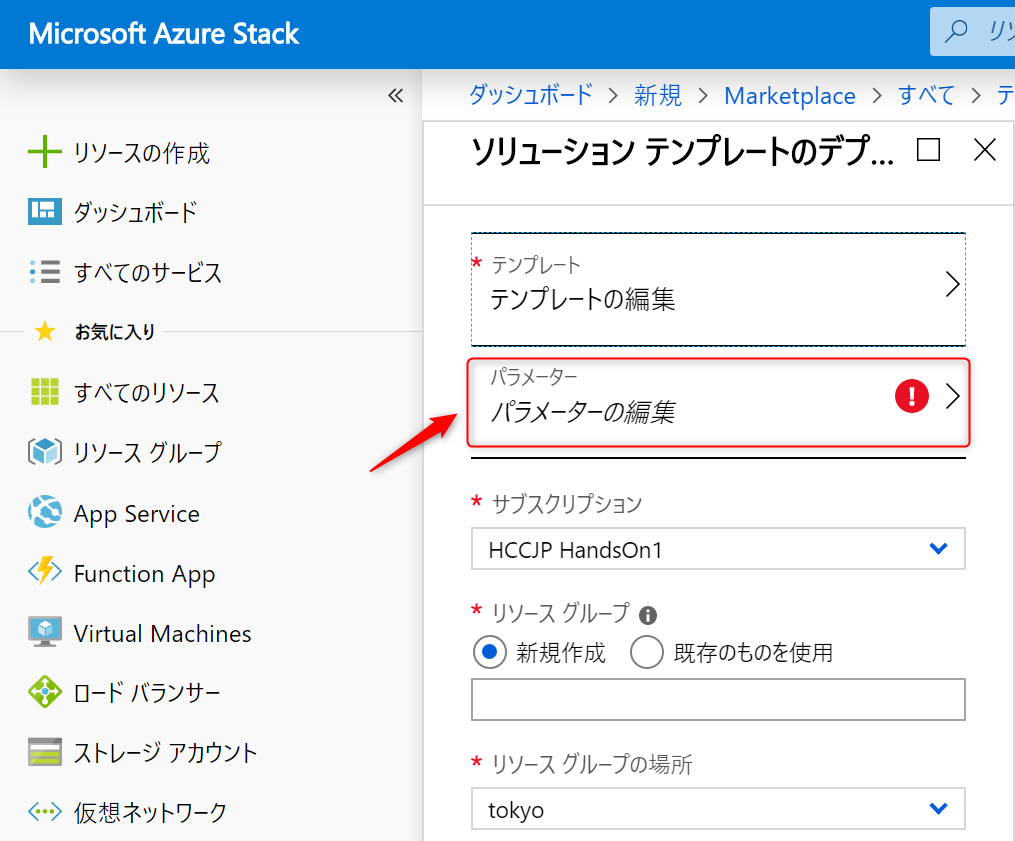 Microsoft Azure Stack
ダッシュボード > 新規 > Marketplace > すべて >
リソースの作成
ダッシュボード
すべてのサービス
お気に入り
すべてのリソース
リソース グループ
App Service
Function App
Virtual Machines
ロード バランサー
ストレージ アカウント
仮想ネットワーク
ソリューション テンプレートのデプ...
* テンプレート
テンプレートの編集
パラメーター
パラメーターの編集
* サブスクリプション
HCCJP HandsOn1
* リソース グループ
新規作成 既存のものを使用
* リソース グループの場所
tokyo